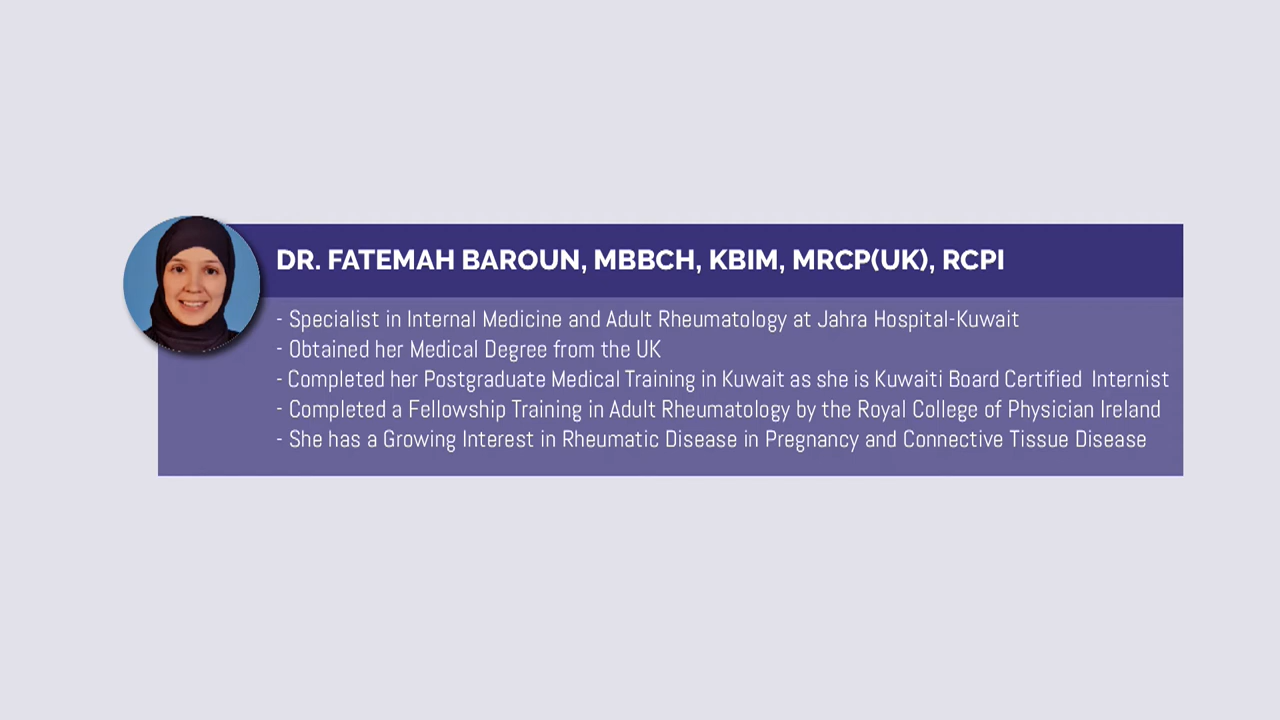 DR. FATEMAH BAROUN, MBBCH, KBIM, MRCP(UK), RCPI
- Specialist in Internal Medicine and Adult Rheumatology at Jahra Hospital-Kuwait
- Obtained her Medical Degree from the UK
- Completed her Postgraduate Medical Training in Kuwait as she is Kuwaiti Board Certified  Internist
- Completed a Fellowship Training in Adult Rheumatology by the Royal College of Physician Ireland
- She has a Growing Interest in Rheumatic Disease in Pregnancy and Connective Tissue Disease